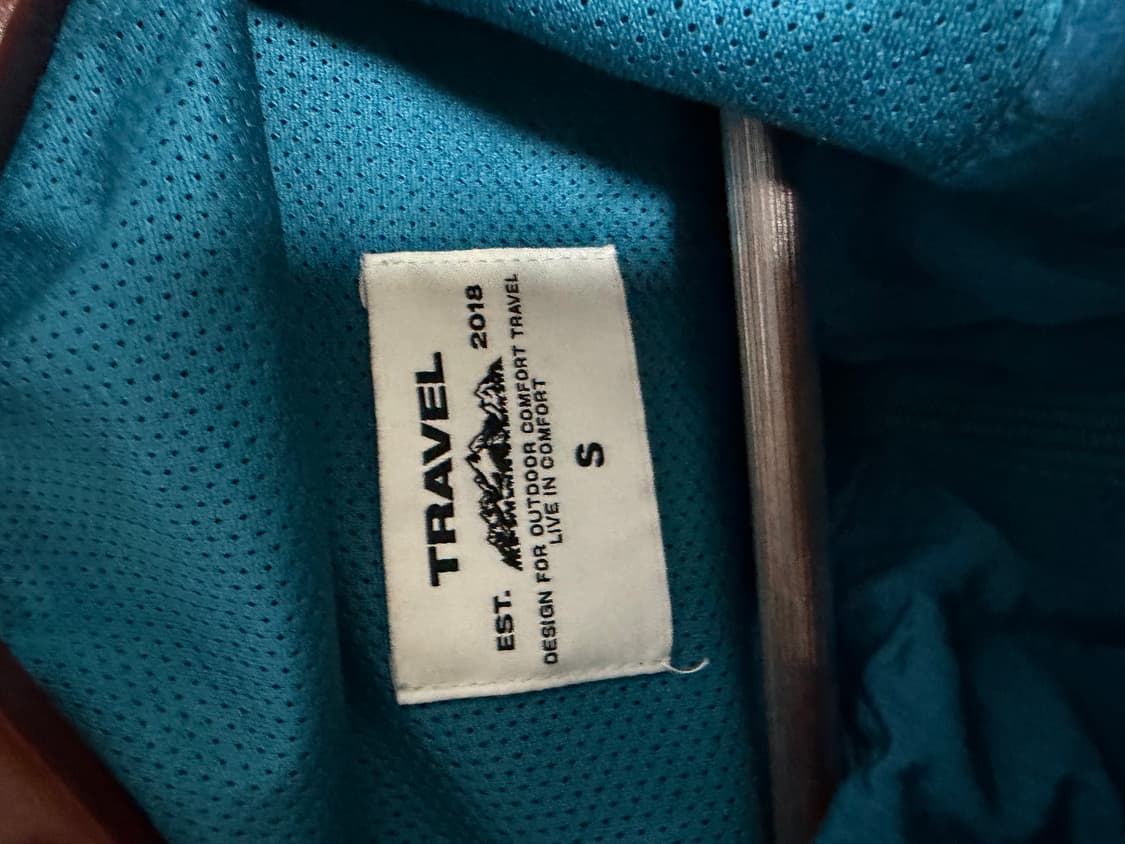 TRAVEL
EST. 2018
DESIGN FOR OUTDOOR COMFORT TRAVEL
LIVE IN COMFORT
S